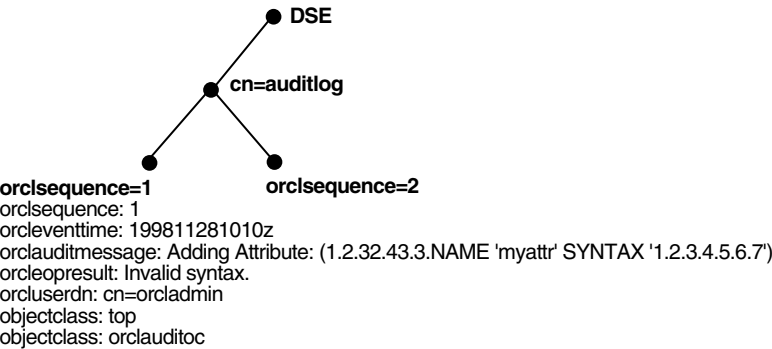 DSE
cn=auditlog
orclsequence=1
orclsequence=2
orclsequence: 1
orcleventtime: 199811281010z
orclauditmessage: Adding Attribute: (1.2.32.43.3.NAME 'myattr' SYNTAX '1.2.3.4.5.6.7')
orcleopresult: Invalid syntax.
orcluserdn: cn=orcladmin
objectclass: top
objectclass: orclauditoc